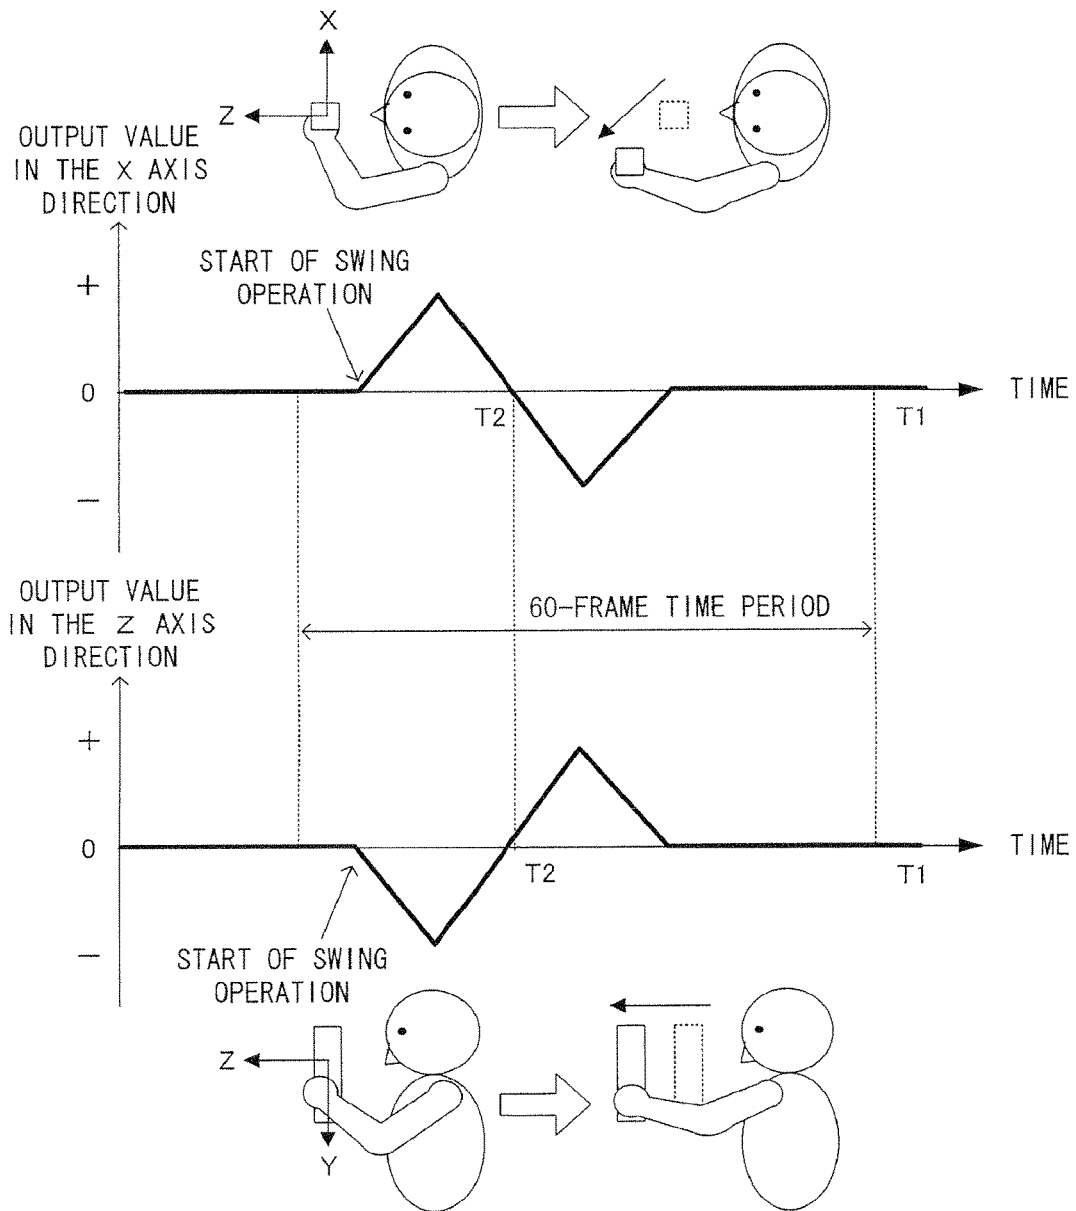 X
Z
OUTPUT VALUE
IN THE X AXIS
DIRECTION
START OF SWING
OPERATION
+
0
TIME
T2
T1
−
OUTPUT VALUE
IN THE Z AXIS
DIRECTION
60-FRAME TIME PERIOD
+
0
TIME
T2
T1
−
START OF SWING
OPERATION
Z
Y